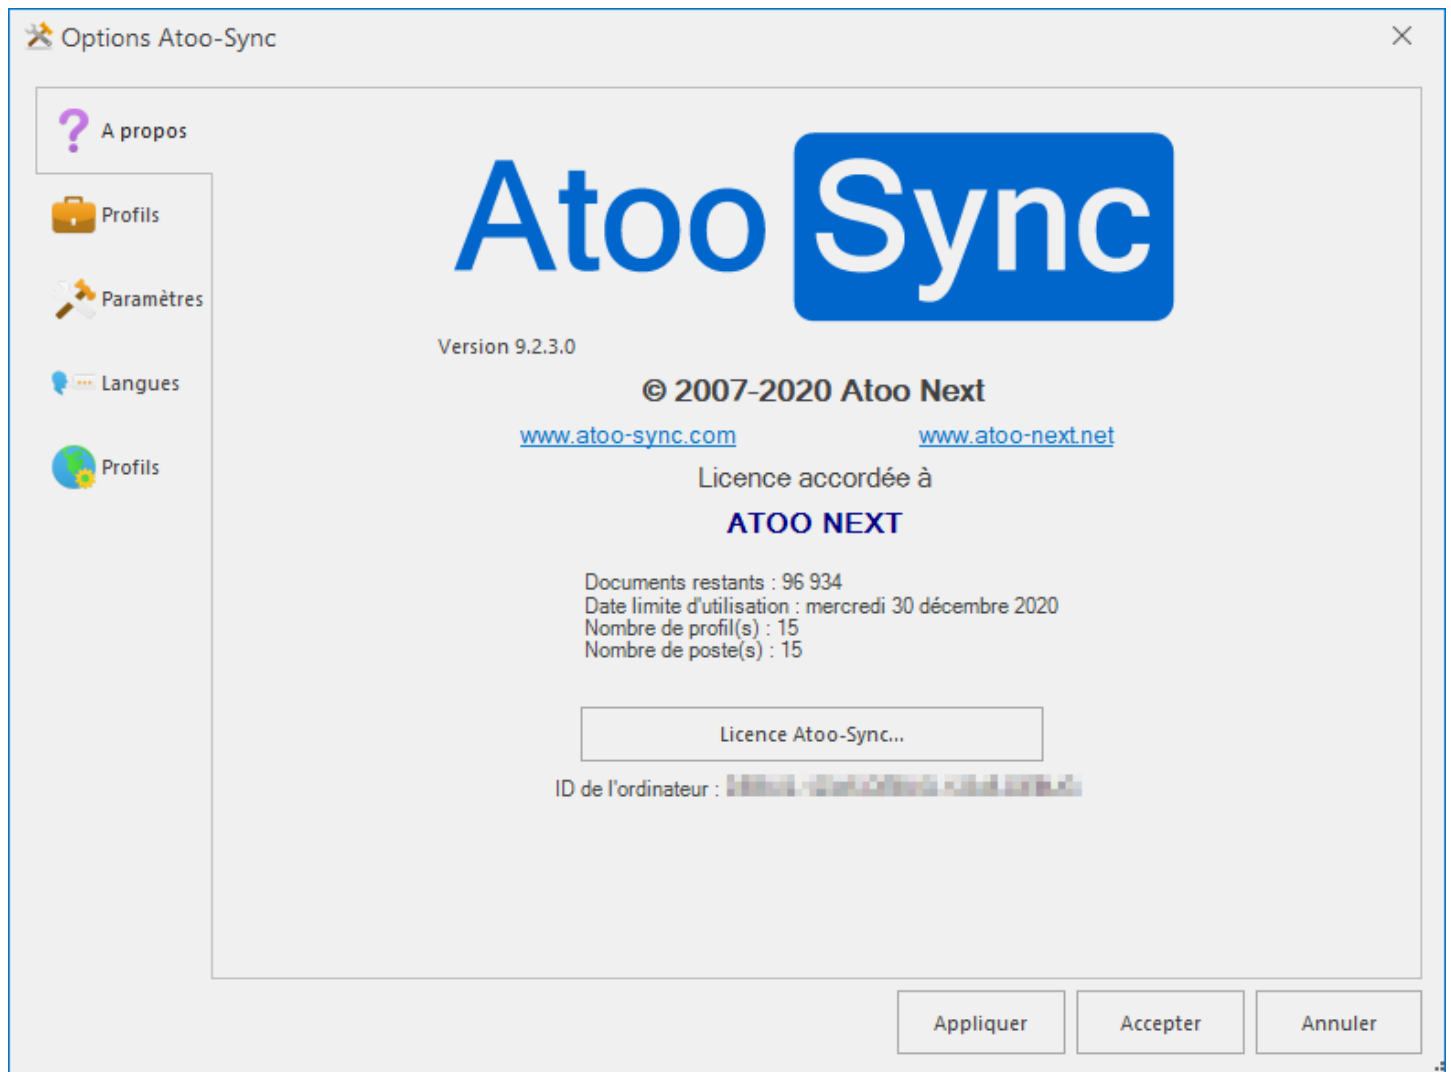 Options Atoo-Sync
A propos
Profils
Paramètres
Langues
Profils
Atoo Sync
Version 9.2.3.0
© 2007-2020 Atoo Next
www.atoo-sync.com www.atoo-next.net
Licence accordée à
ATOO NEXT
Documents restants : 96 934
Date limite d'utilisation : mercredi 30 décembre 2020
Nombre de profil(s) : 15
Nombre de poste(s) : 15
Licence Atoo-Sync...
ID de l'ordinateur :
Appliquer Accepter Annuler